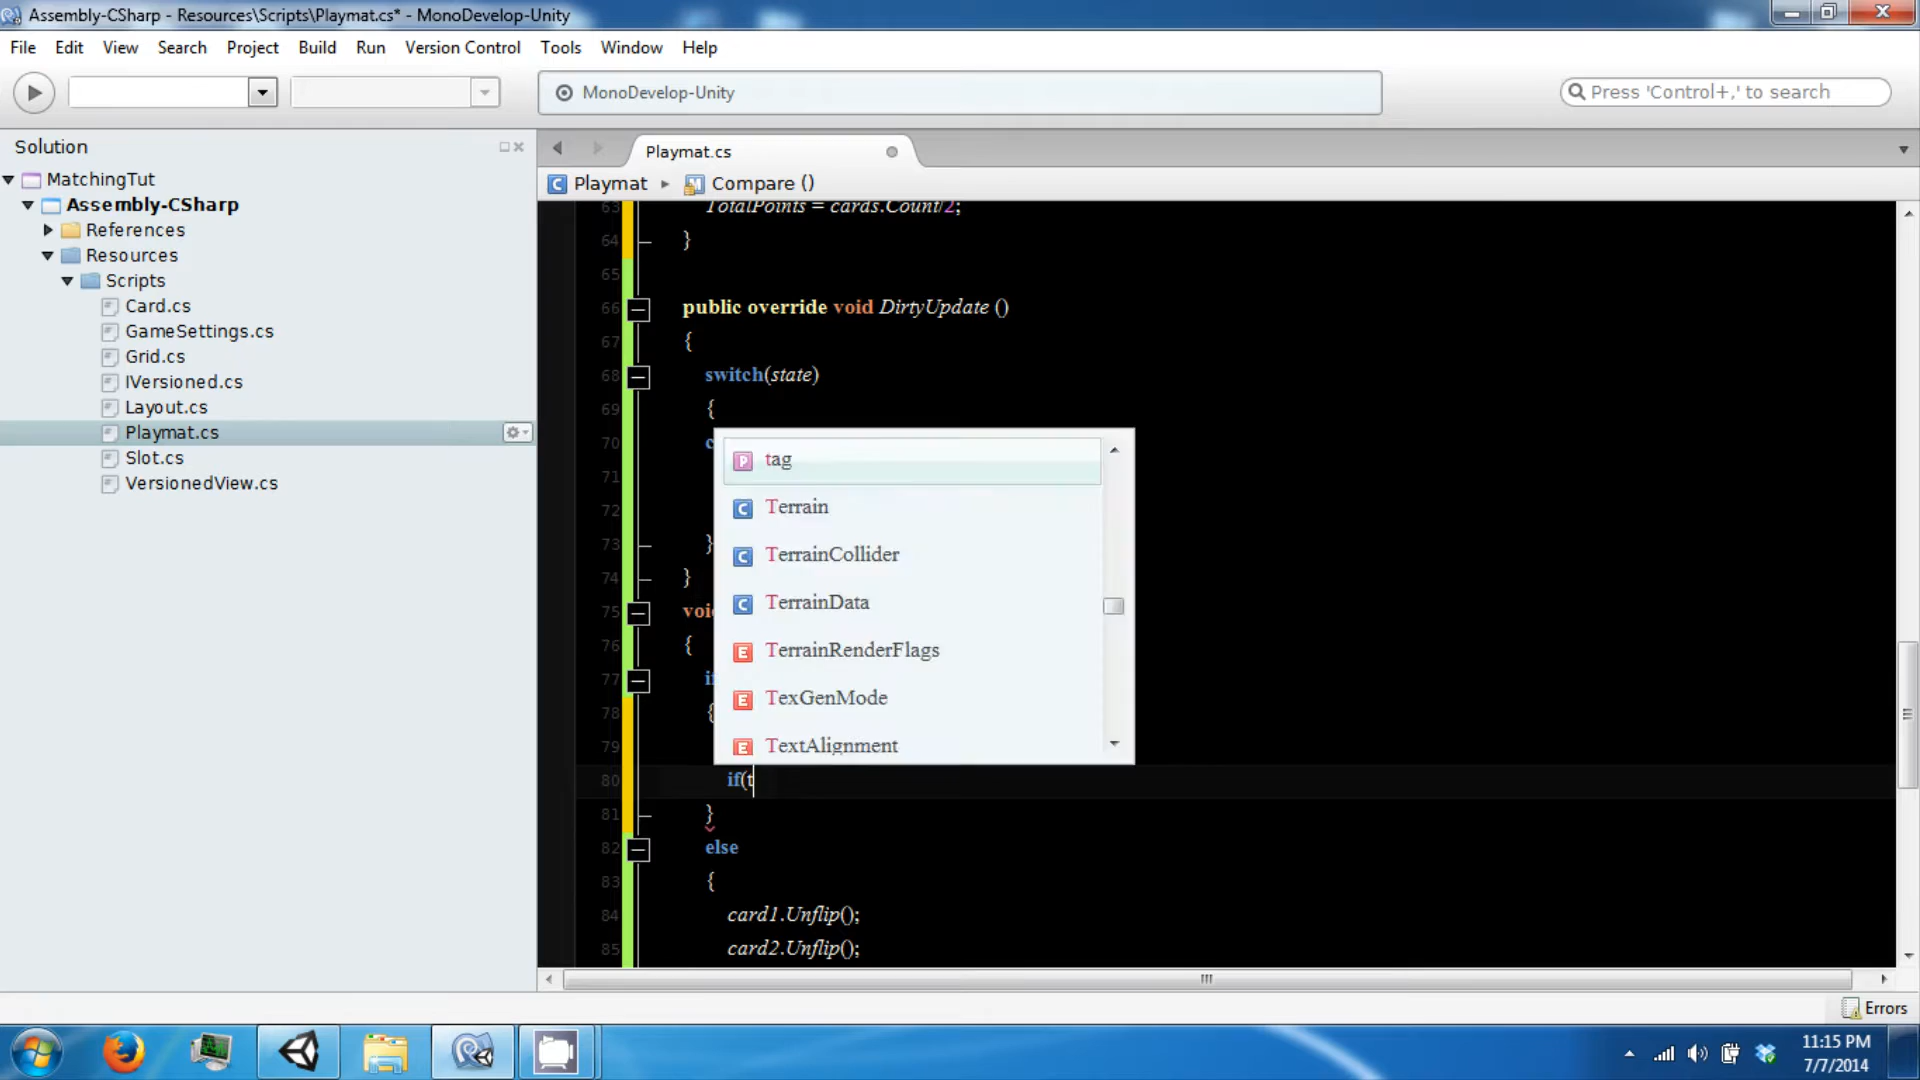 Assembly-CSharp - Resources\Scripts\Playmat.cs* - MonoDevelop-Unity
File Edit View Search Project Build Run Version Control Tools Window Help
MonoDevelop-Unity
Press 'Control+,' to search
Solution
MatchingTut
Assembly-CSharp
References
Resources
Scripts
Card.cs
GameSettings.cs
Grid.cs
IVersioned.cs
Layout.cs
Playmat.cs
Slot.cs
VersionedView.cs
Playmat.cs
Playmat Compare ()
63 TotalPoints = cards.Count/2;
64 }
65
66 public override void DirtyUpdate ()
67 {
68 switch(state)
69 {
70 c
71
72
73 }
74 }
75 void
76 {
77 if
78 {
79
80 if(t
81 }
82 else
83 {
84 card1.Unflip();
85 card2.Unflip();
tag
Terrain
TerrainCollider
TerrainData
TerrainRenderFlags
TexGenMode
TextAlignment
Errors
11:15 PM
7/7/2014